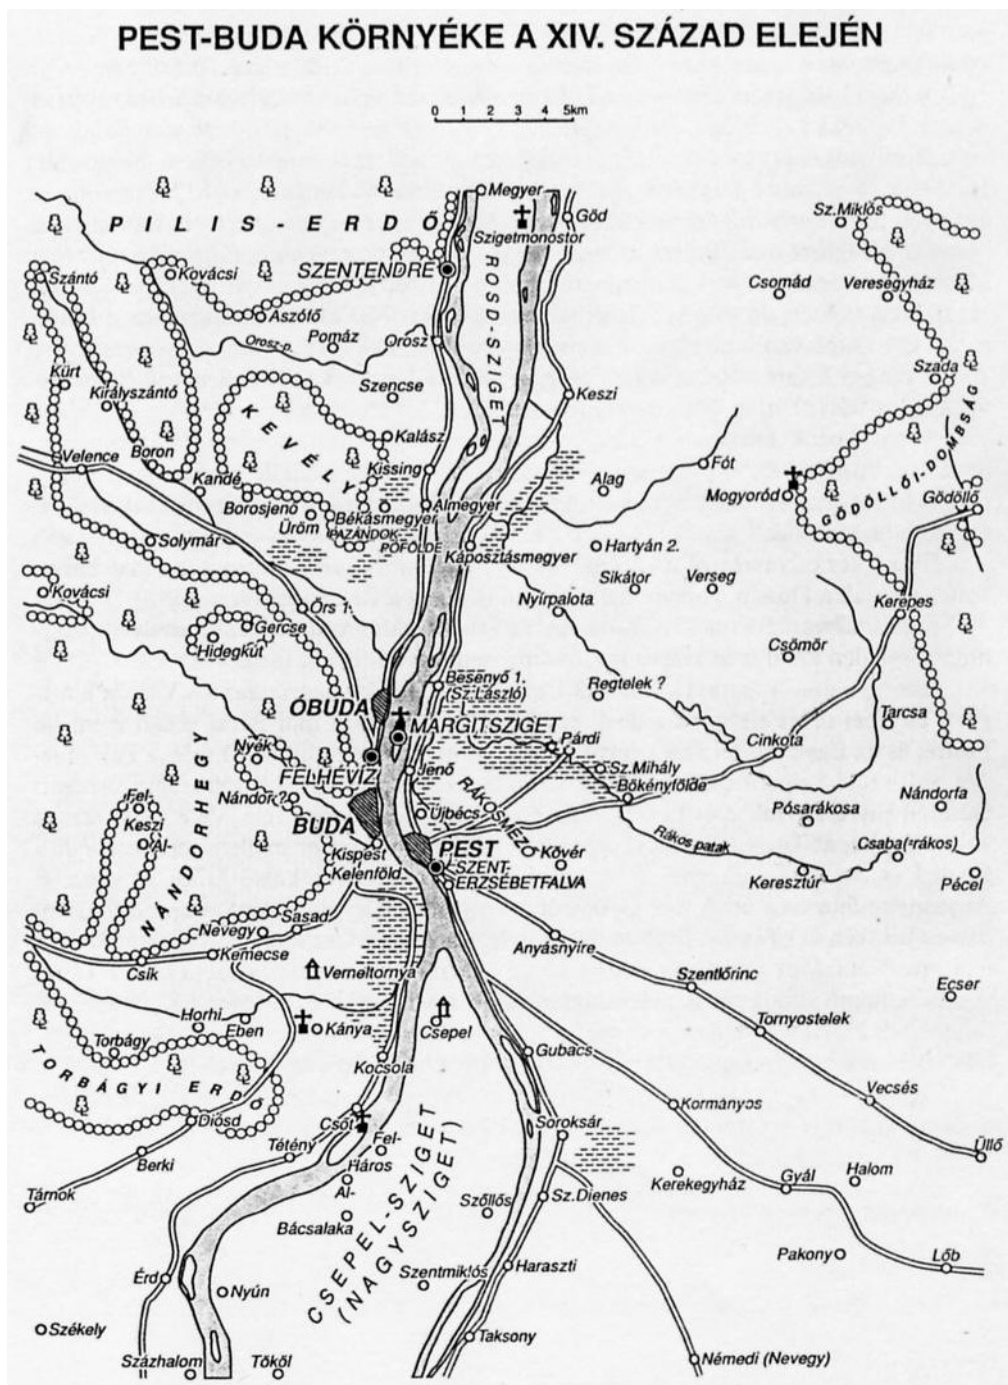 PEST-BUDA KÖRNYÉKE A XIV. SZÁZAD ELEJÉN
0 1 2 3 4 5km
Megyer
PILIS-ERDŐ
Göd
Sz.Miklós
Szigetmonostor
SZENTENDRE
Szántó
Kovácsi
Csomád
Veresegyház
ROSD-SZIGET
Aszófő
Pomáz
Orosz-p.
Orosz
Szada
Kürt
Királyszántó
Szencse
Keszi
KEVÉLY
Kalász
Boron
Velence
Kissing
Fót
Kandé
Alag
Mogyoród
GÖDÖLLŐI-DOMBSÁG
Gödöllő
Borosjenő
Üröm
Almegyer
Békásmegyer
PAZÁNDOK
PÓFÖLDE
Solymár
Káposztásmegyer
Hartyán 2.
Sikátor
Verseg
Kovácsi
Örs 1.
Nyírpalota
Kerepes
Gercse
Hidegkút
Csömör
Besenyő 1.
(Sz.László)
Regtelek ?
ÓBUDA
MARGITSZIGET
Tarcsa
Nyék
Párdi
Cinkota
FELHÉVÍZ
Jenő
Sz.Mihály
RÁKOSMEZŐ
Bökényfölde
Nándor ?
Újbécs
Pósarákosa
Nándorfa
Fel-
Keszi
Al-
NÁNDORHEGY
BUDA
PEST
Rákos patak
Kispest
Kövér
Csaba(-rákos)
Kelenföld
SZENT-
ERZSÉBETFALVA
Keresztúr
Pécel
Sasad
Nevegy
Anyásnyíre
Csík
Kemecse
Verneltornya
Szentlőrinc
Ecser
Horhi
Eben
Kánya
Csepel
Tornyostelek
Torbágy
TORBÁGYI ERDŐ
Kocsola
Gubacs
Vecsés
Kormányos
Diósd
Csőt
Soroksár
Fel-
Háros
Al-
Tétény
Üllő
Berki
Kerekegyház
Gyál
Halom
Tárnok
Szőllős
Sz.Dienes
Bácsalaka
CSEPEL-SZIGET
(NAGYSZIGET)
Pakony
Lőb
Érd
Nyún
Szentmiklós
Haraszti
Székely
Taksony
Százhalom
Tököl
Némedi (Nevegy)